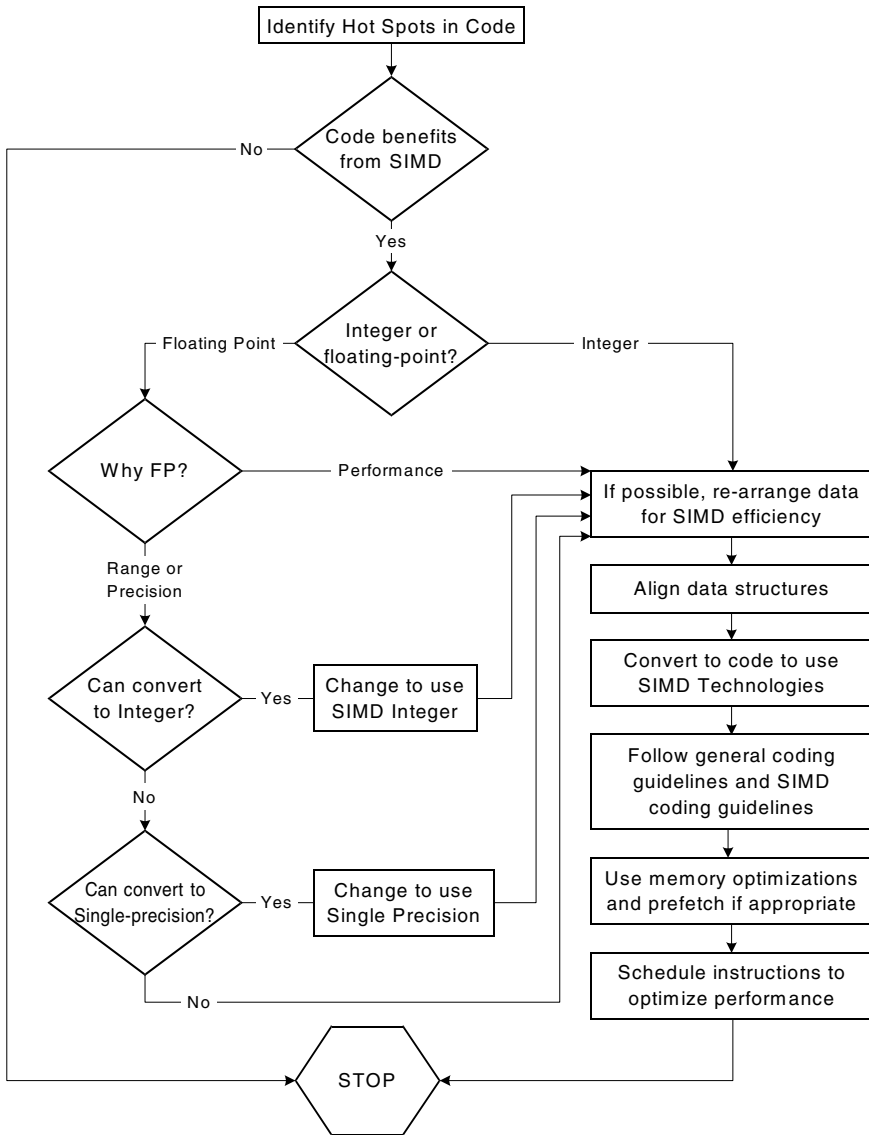 Identify Hot Spots in Code
Code benefits
from SIMD
No
Yes
Integer or
floating-point?
Floating Point
Integer
Why FP?
Performance
If possible, re-arrange data
for SIMD efficiency
Range or
Precision
Align data structures
Can convert
to Integer?
Yes
Change to use
SIMD Integer
Convert to code to use
SIMD Technologies
Follow general coding
guidelines and SIMD
coding guidelines
No
Can convert to
Single-precision?
Yes
Change to use
Single Precision
Use memory optimizations
and prefetch if appropriate
No
Schedule instructions to
optimize performance
STOP